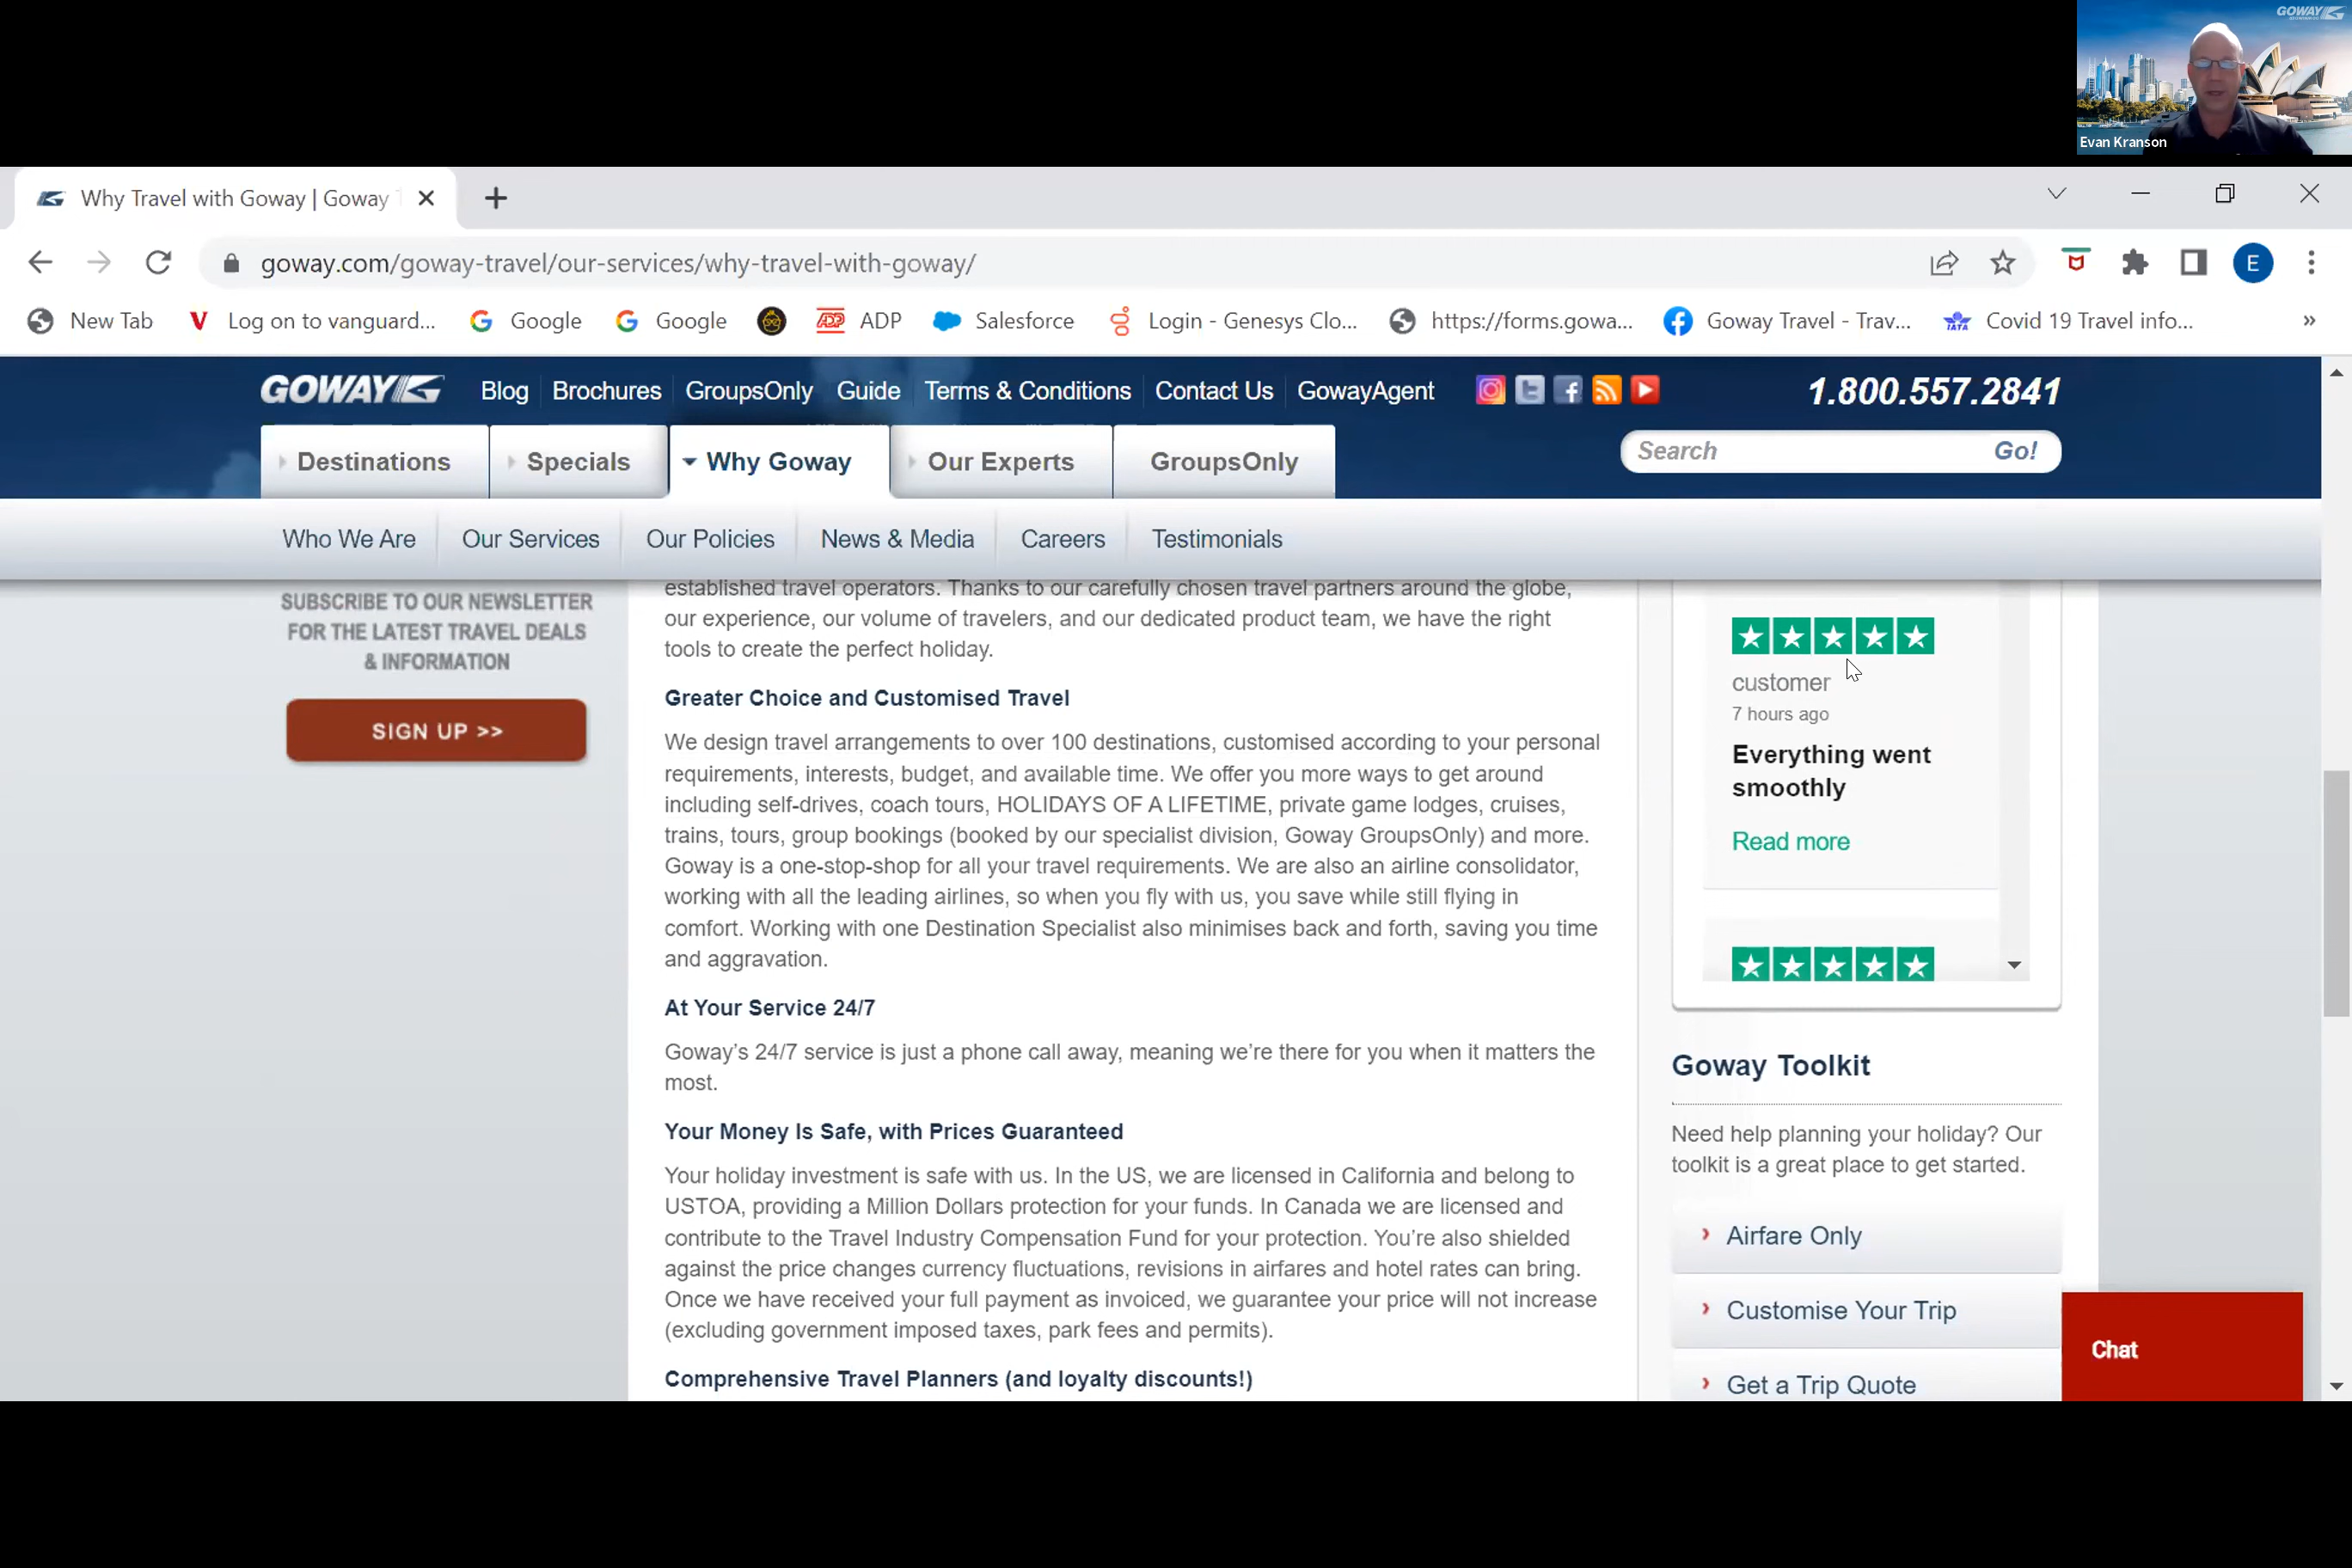 GOWAY
Evan Kranson
Why Travel with Goway | Goway
goway.com/goway-travel/our-services/why-travel-with-goway/
E
New Tab
V Log on to vanguard...
G Google
G Google
ADP ADP
Salesforce
Login - Genesys Clo...
https://forms.gowa...
Goway Travel - Trav...
IATA Covid 19 Travel info...
»
GOWAY Blog Brochures GroupsOnly Guide Terms & Conditions Contact Us GowayAgent 1.800.557.2841
Destinations Specials Why Goway Our Experts GroupsOnly Search Go!
Who We Are Our Services Our Policies News & Media Careers Testimonials
SUBSCRIBE TO OUR NEWSLETTER
FOR THE LATEST TRAVEL DEALS
& INFORMATION
SIGN UP >>
established travel operators. Thanks to our carefully chosen travel partners around the globe,
our experience, our volume of travelers, and our dedicated product team, we have the right
tools to create the perfect holiday.
Greater Choice and Customised Travel
We design travel arrangements to over 100 destinations, customised according to your personal
requirements, interests, budget, and available time. We offer you more ways to get around
including self-drives, coach tours, HOLIDAYS OF A LIFETIME, private game lodges, cruises,
trains, tours, group bookings (booked by our specialist division, Goway GroupsOnly) and more.
Goway is a one-stop-shop for all your travel requirements. We are also an airline consolidator,
working with all the leading airlines, so when you fly with us, you save while still flying in
comfort. Working with one Destination Specialist also minimises back and forth, saving you time
and aggravation.
At Your Service 24/7
Goway’s 24/7 service is just a phone call away, meaning we’re there for you when it matters the
most.
Your Money Is Safe, with Prices Guaranteed
Your holiday investment is safe with us. In the US, we are licensed in California and belong to
USTOA, providing a Million Dollars protection for your funds. In Canada we are licensed and
contribute to the Travel Industry Compensation Fund for your protection. You’re also shielded
against the price changes currency fluctuations, revisions in airfares and hotel rates can bring.
Once we have received your full payment as invoiced, we guarantee your price will not increase
(excluding government imposed taxes, park fees and permits).
Comprehensive Travel Planners (and loyalty discounts!)
customer
7 hours ago
Everything went
smoothly
Read more
Goway Toolkit
Need help planning your holiday? Our
toolkit is a great place to get started.
Airfare Only
Customise Your Trip
Get a Trip Quote
Chat